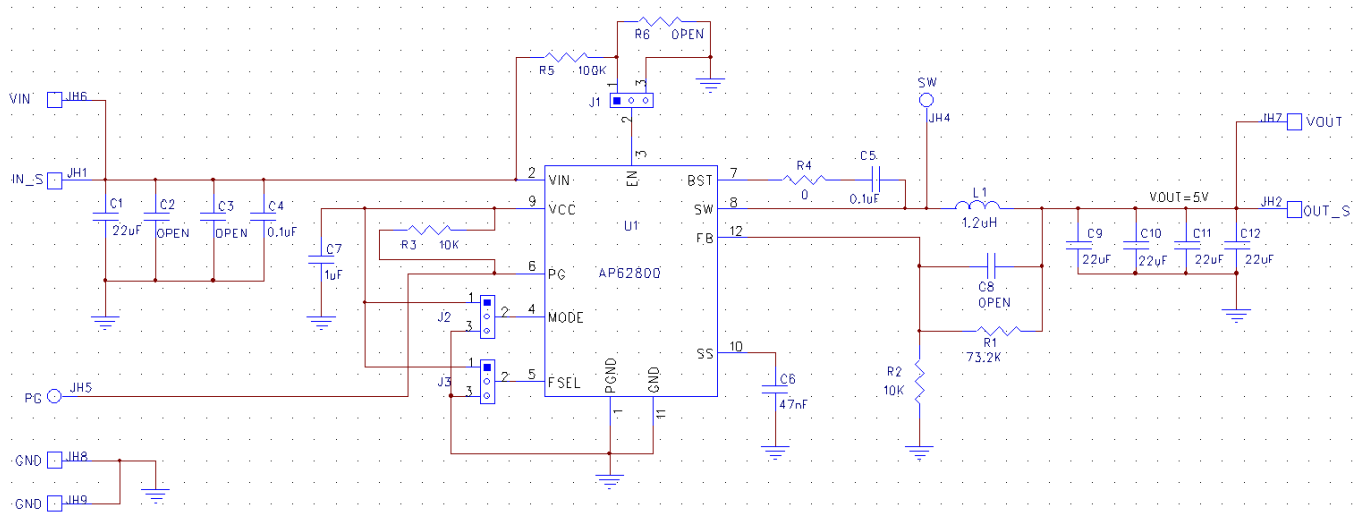 R6 OPEN
R5 100K
1
3
J1
2
3
EN
VIN
JH6
IN_S
JH1
C1
22uF
C2
OPEN
C3
OPEN
C4
0.1uF
2
VIN
9
VCC
C7
1uF
R3 10K
6
PG
J2
1
2
3
4
MODE
J3
1
2
3
5
FSEL
PG
JH5
GND
JH8
GND
JH9
U1
AP62800
PGND
1
GND
11
BST
7
SW
8
FB
12
SS
10
R4
0
C5
0.1uF
SW
JH4
L1
1.2uH
C8
OPEN
R1
73.2K
R2
10K
C6
47nF
VOUT=5V
C9
22uF
C10
22uF
C11
22uF
C12
22uF
JH7
VOUT
JH2
OUT_S